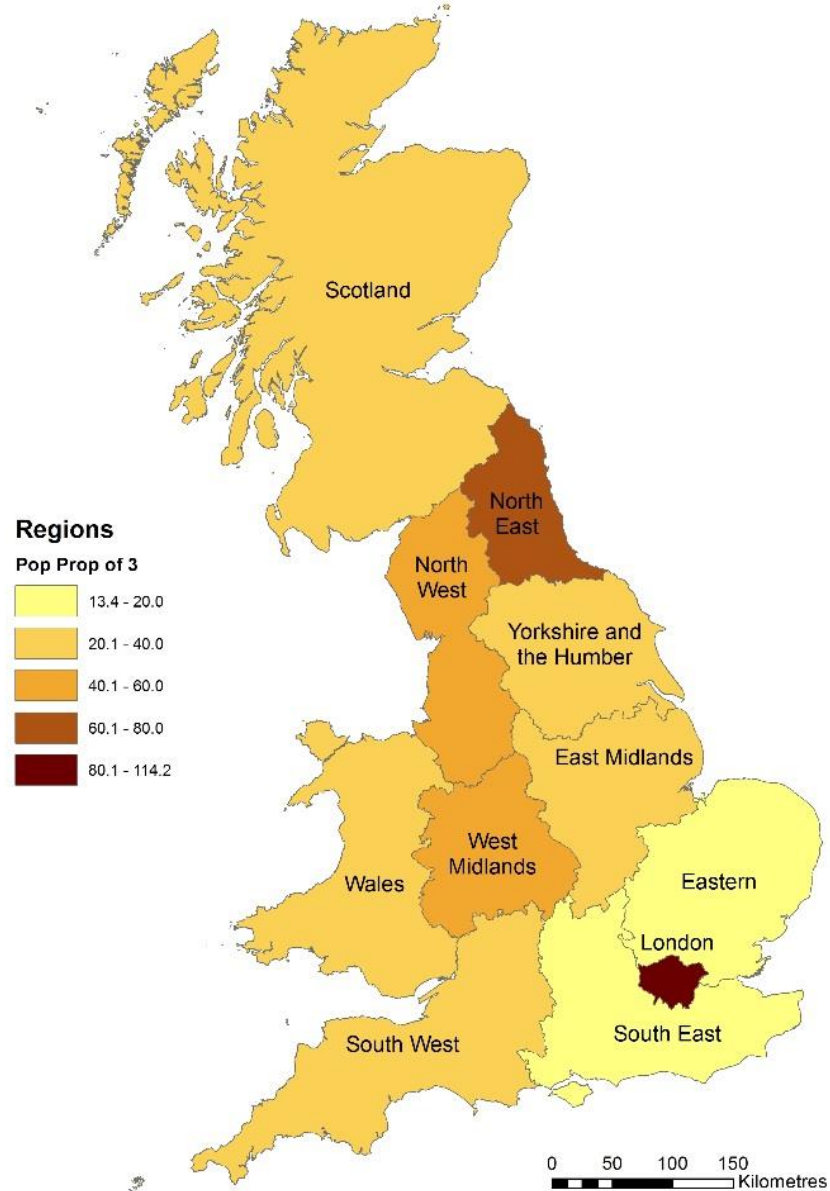 Scotland
North
East
North
West
Yorkshire and
the Humber
East Midlands
West
Midlands
Wales
Eastern
London
South East
South West
Regions
Pop Prop of 3
13.4 - 20.0
20.1 - 40.0
40.1 - 60.0
60.1 - 80.0
80.1 - 114.2
0 50 100 150
Kilometres